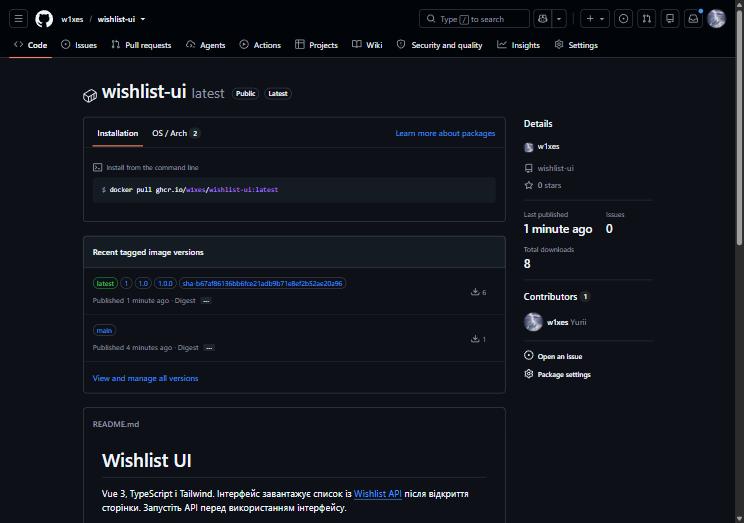 w1xes / wishlist-ui
Type / to search
Code
Issues
Pull requests
Agents
Actions
Projects
Wiki
Security and quality
Insights
Settings
wishlist-ui latest Public Latest
Installation
OS / Arch 2
Learn more about packages
Install from the command line
$ docker pull ghcr.io/w1xes/wishlist-ui:latest
Recent tagged image versions
latest 1 1.0 1.0.0 sha-b67af86136bb6fce21adb9b71e8ef2b52ae20a96
Published 1 minute ago · Digest ···
6
main
Published 4 minutes ago · Digest ···
1
View and manage all versions
README.md
Wishlist UI
Vue 3, TypeScript і Tailwind. Інтерфейс завантажує список із Wishlist API після відкриття
сторінки. Запустіть API перед використанням інтерфейсу.
Details
w1xes
wishlist-ui
0 stars
Last published
1 minute ago
Issues
0
Total downloads
8
Contributors 1
w1xes Yurii
Open an issue
Package settings